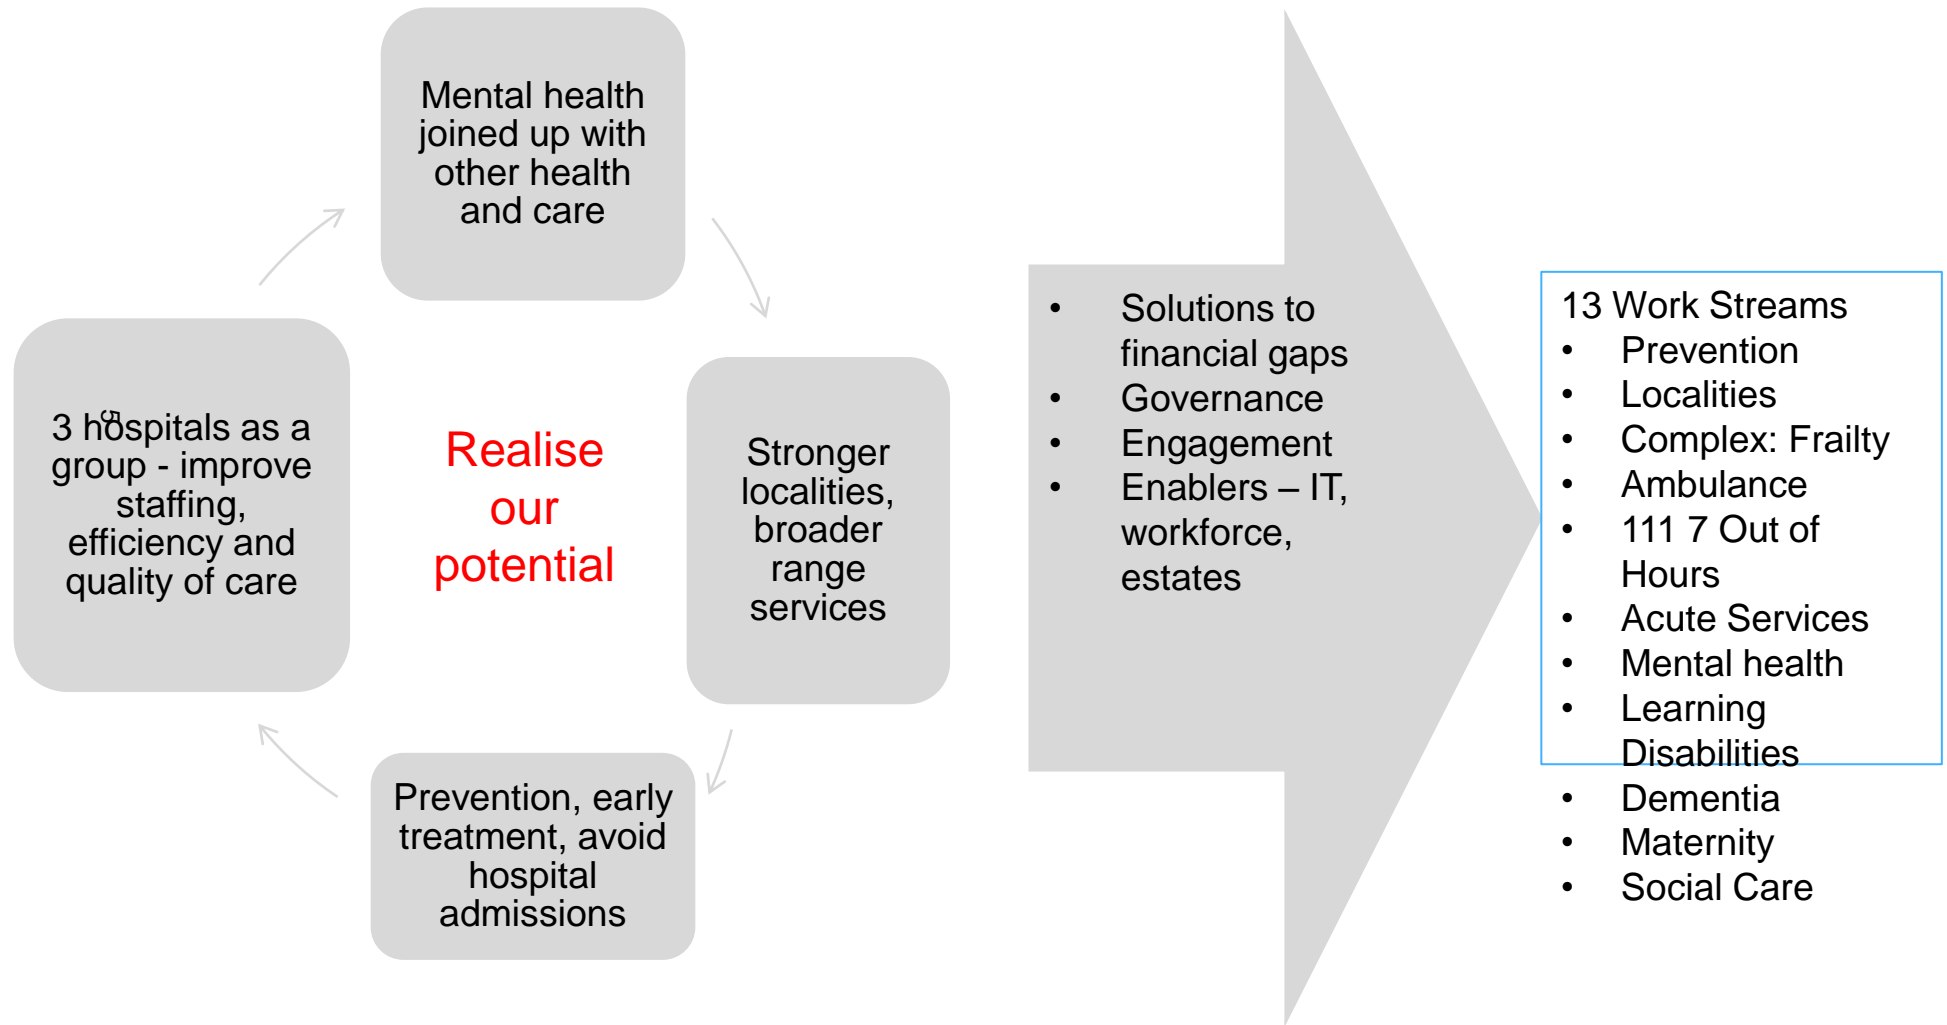 Mental health
joined up with
other health
and care
Stronger
localities,
broader
range
services
Prevention, early
treatment, avoid
hospital
admissions
3 hospitals as a
group - improve
staffing,
efficiency and
quality of care
Realise
our
potential
• Solutions to
financial gaps
• Governance
• Engagement
• Enablers – IT,
workforce,
estates
13 Work Streams
• Prevention
• Localities
• Complex: Frailty
• Ambulance
• 111 7 Out of
Hours
• Acute Services
• Mental health
• Learning
Disabilities
• Dementia
• Maternity
• Social Care